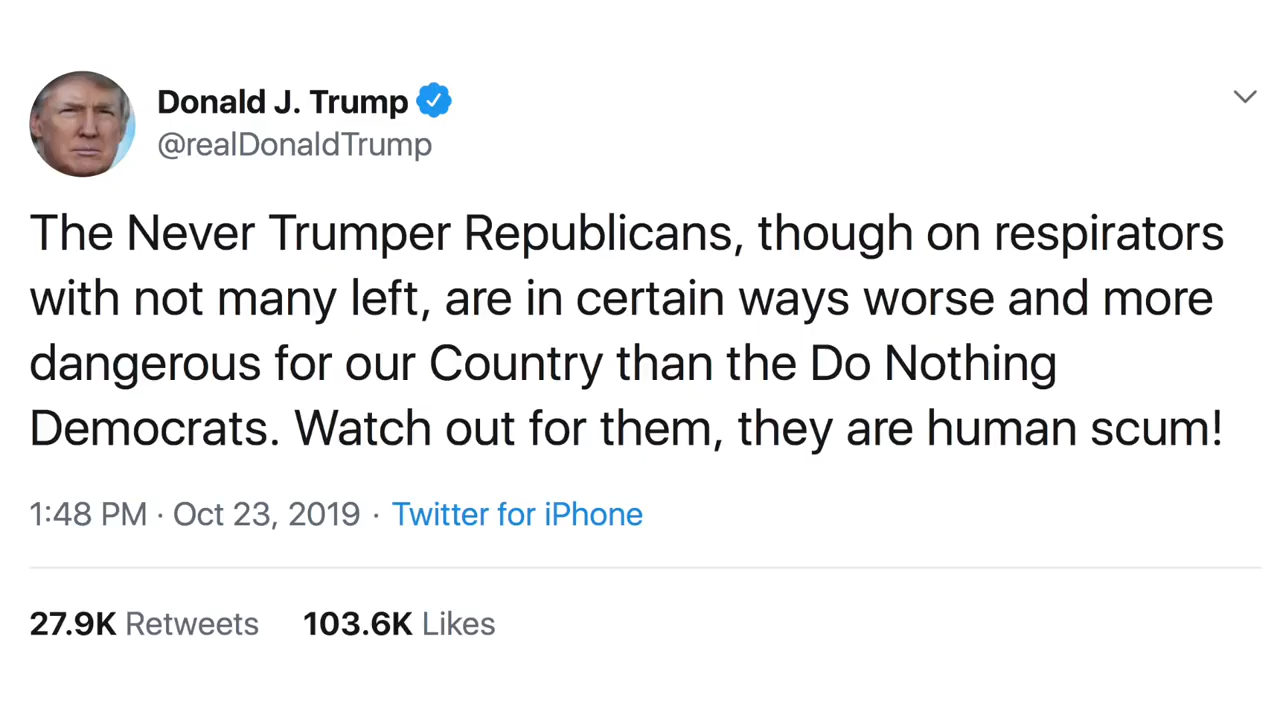 Donald J. Trump
@realDonaldTrump
The Never Trumper Republicans, though on respirators
with not many left, are in certain ways worse and more
dangerous for our Country than the Do Nothing
Democrats. Watch out for them, they are human scum!
1:48 PM · Oct 23, 2019 · Twitter for iPhone
27.9K Retweets 103.6K Likes